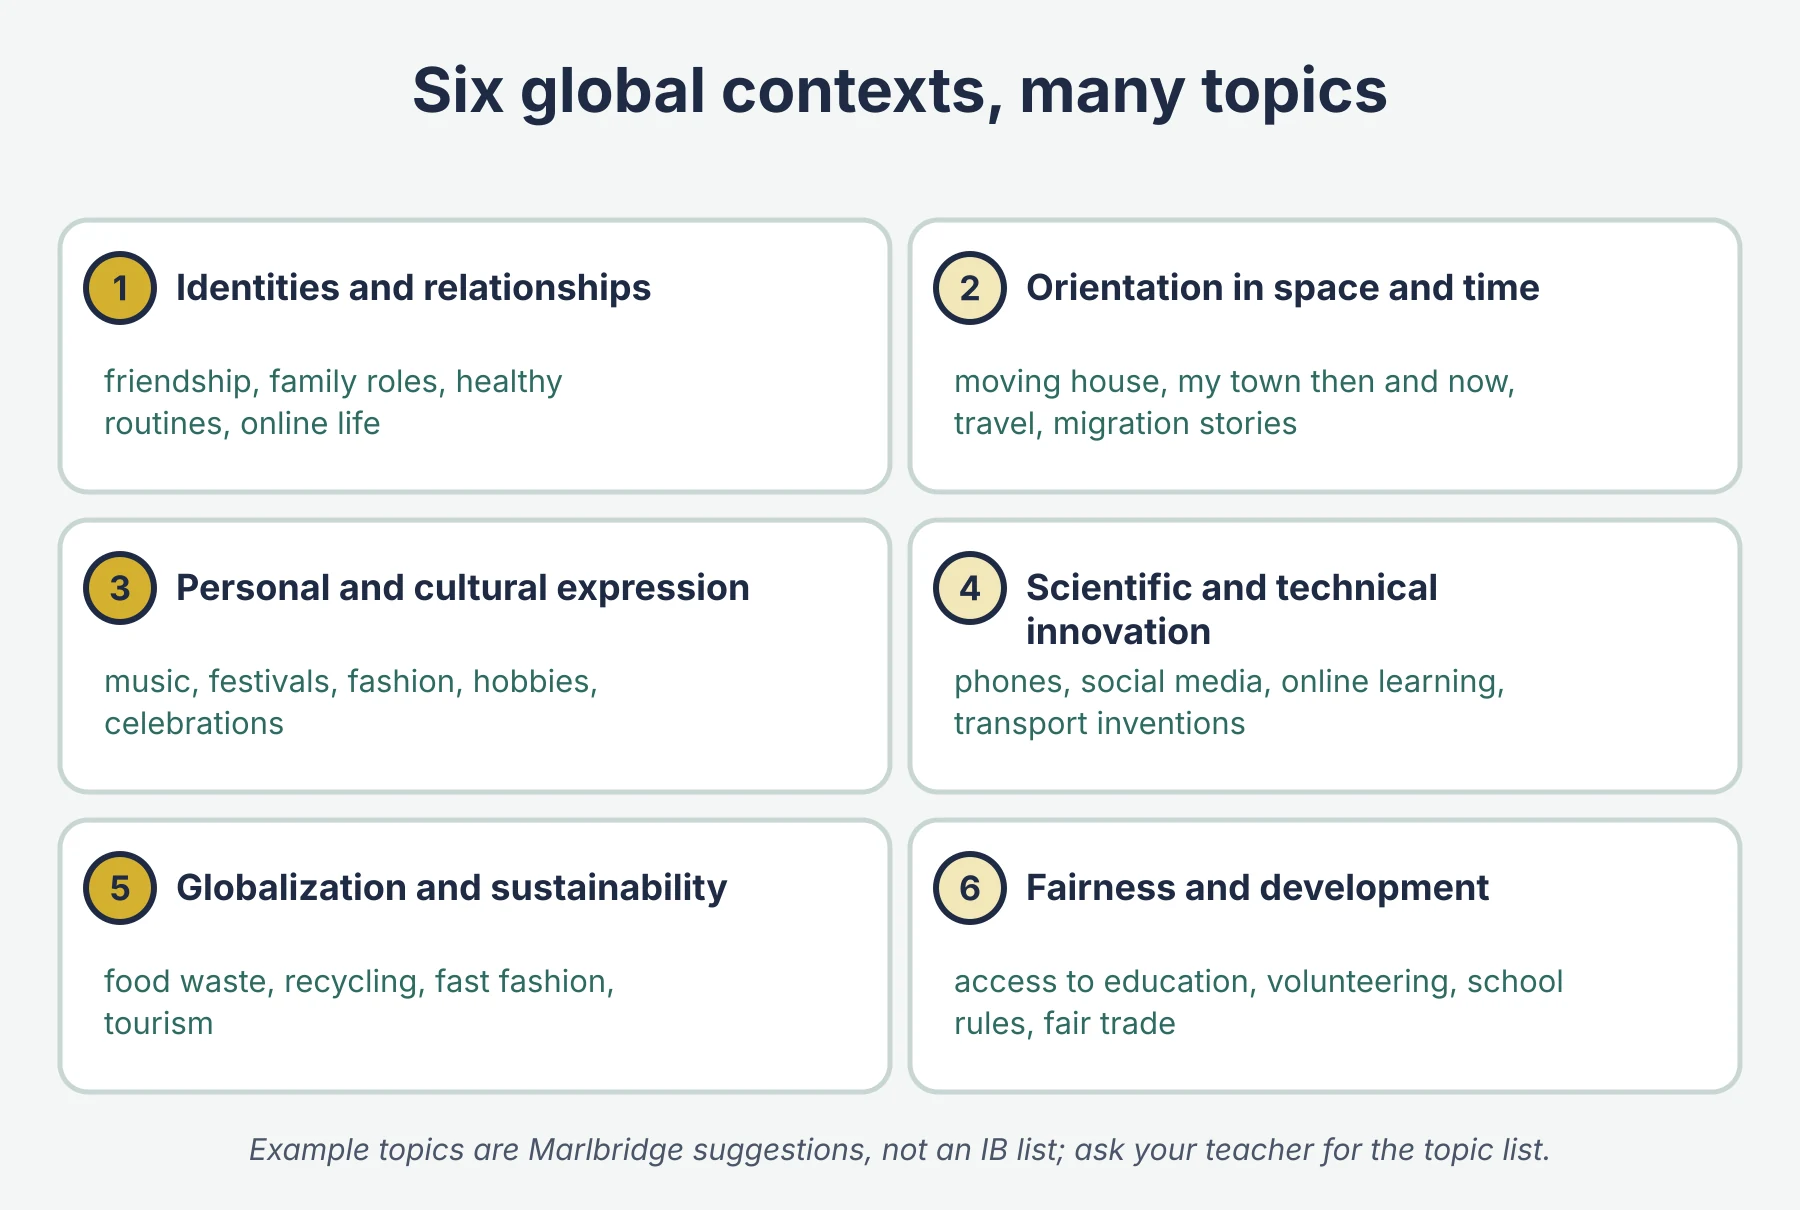 Six global contexts, many topics
1 Identities and relationships
friendship, family roles, healthy
routines, online life
2 Orientation in space and time
moving house, my town then and now,
travel, migration stories
3 Personal and cultural expression
music, festivals, fashion, hobbies,
celebrations
4 Scientific and technical
innovation
phones, social media, online learning,
transport inventions
5 Globalization and sustainability
food waste, recycling, fast fashion,
tourism
6 Fairness and development
access to education, volunteering, school
rules, fair trade
Example topics are Marlbridge suggestions, not an IB list; ask your teacher for the topic list.